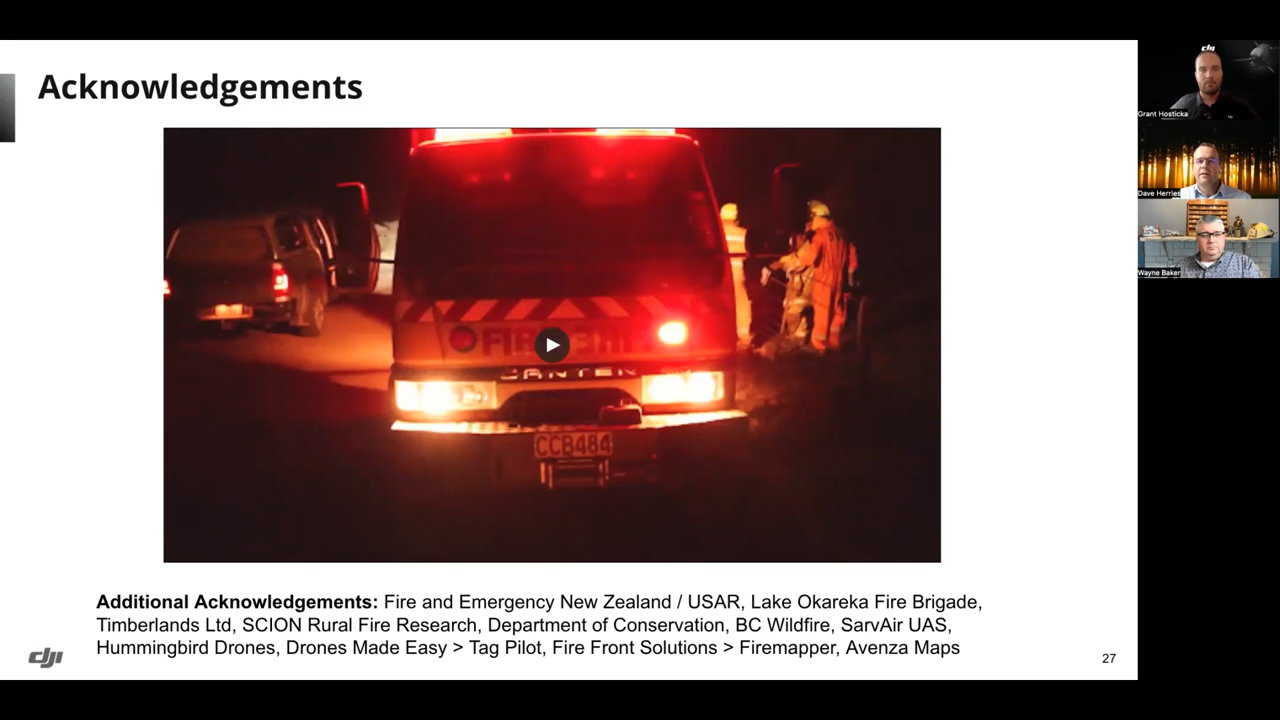 Acknowledgements
CCB484
Additional Acknowledgements: Fire and Emergency New Zealand / USAR, Lake Okareka Fire Brigade,
Timberlands Ltd, SCION Rural Fire Research, Department of Conservation, BC Wildfire, SarvAir UAS,
Hummingbird Drones, Drones Made Easy > Tag Pilot, Fire Front Solutions > Firemapper, Avenza Maps
dji
27
dji
Grant Hosticka
Dave Herries
Wayne Baker